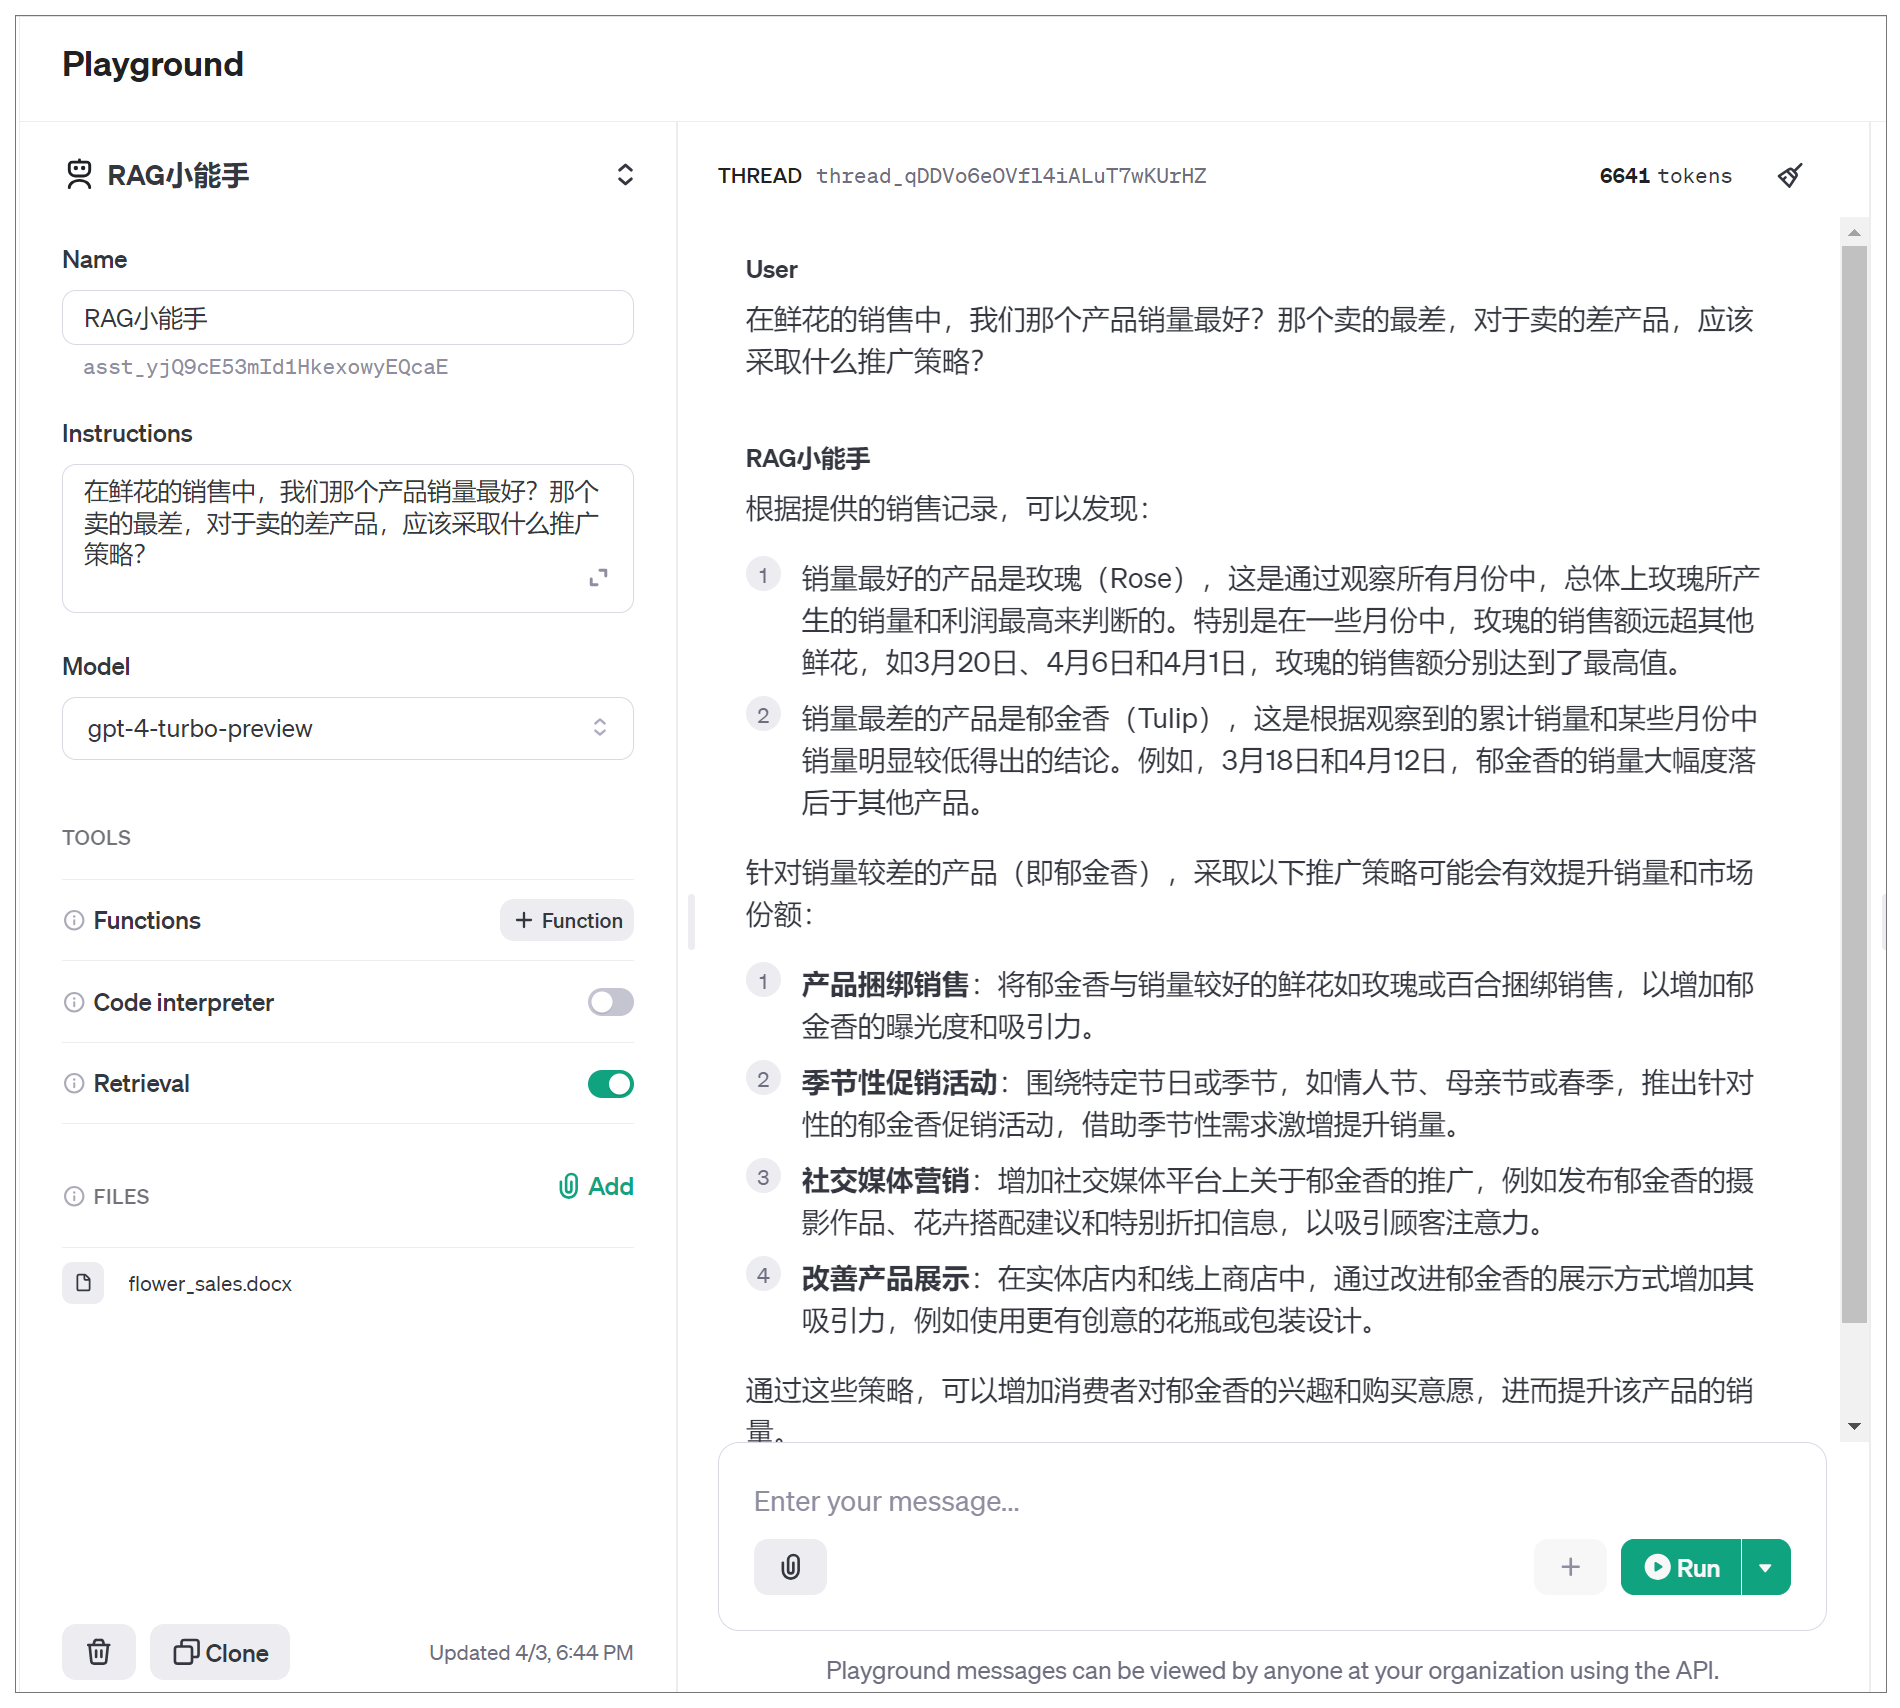 Playground
RAG小能手
Name
RAG小能手
asst_yjQ9cE53mId1HkexowyEQcaE
Instructions
在鲜花的销售中，我们那个产品销量最好？那个
卖的最差，对于卖的差产品，应该采取什么推广
策略？
Model
gpt-4-turbo-preview
TOOLS
Functions
+ Function
Code interpreter
Retrieval
FILES
Add
flower_sales.docx
Clone
Updated 4/3, 6:44 PM
THREAD thread_qDDVo6eOVfl4iALuT7wKUrHZ
6641 tokens
User
在鲜花的销售中，我们那个产品销量最好？那个卖的最差，对于卖的差产品，应该
采取什么推广策略？
RAG小能手
根据提供的销售记录，可以发现：
1 销量最好的产品是玫瑰（Rose），这是通过观察所有月份中，总体上玫瑰所产
生的销量和利润最高来判断的。特别是在一些月份中，玫瑰的销售额远超其他
鲜花，如3月20日、4月6日和4月1日，玫瑰的销售额分别达到了最高值。
2 销量最差的产品是郁金香（Tulip），这是根据观察到的累计销量和某些月份中
销量明显较低得出的结论。例如，3月18日和4月12日，郁金香的销量大幅度落
后于其他产品。
针对销量较差的产品（即郁金香），采取以下推广策略可能会有效提升销量和市场
份额：
1 产品捆绑销售：将郁金香与销量较好的鲜花如玫瑰或百合捆绑销售，以增加郁
金香的曝光度和吸引力。
2 季节性促销活动：围绕特定节日或季节，如情人节、母亲节或春季，推出针对
性的郁金香促销活动，借助季节性需求激增提升销量。
3 社交媒体营销：增加社交媒体平台上关于郁金香的推广，例如发布郁金香的摄
影作品、花卉搭配建议和特别折扣信息，以吸引顾客注意力。
4 改善产品展示：在实体店内和线上商店中，通过改进郁金香的展示方式增加其
吸引力，例如使用更有创意的花瓶或包装设计。
通过这些策略，可以增加消费者对郁金香的兴趣和购买意愿，进而提升该产品的销
量。
Enter your message...
+
Run
Playground messages can be viewed by anyone at your organization using the API.